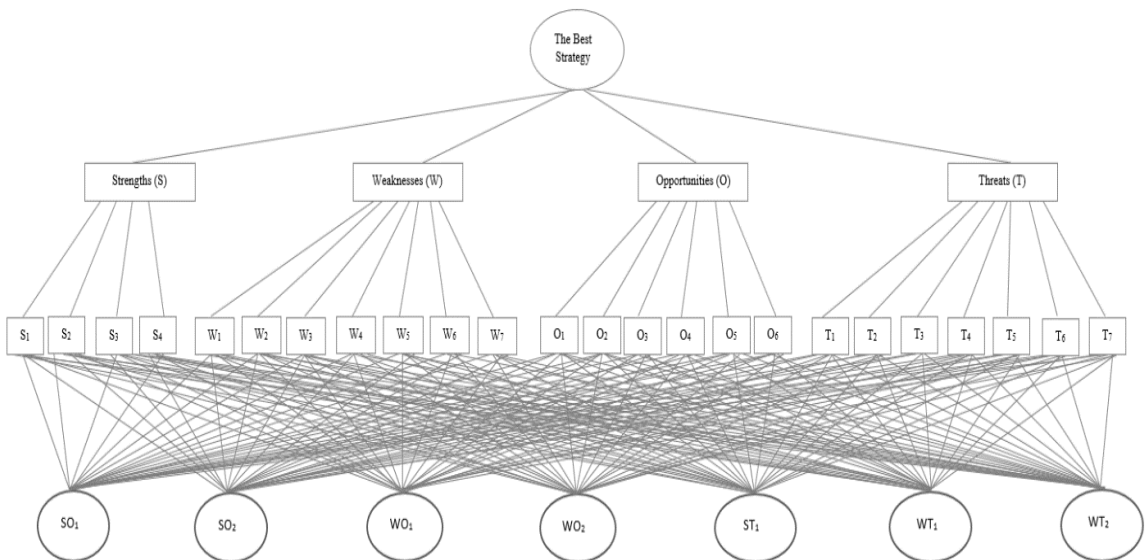 The Best
Strategy
Strengths (S)
Weaknesses (W)
Opportunities (O)
Threats (T)
S₁ S₂ S₃ S₄ W₁ W₂ W₃ W₄ W₅ W₆ W₇ O₁ O₂ O₃ O₄ O₅ O₆ T₁ T₂ T₃ T₄ T₅ T₆ T₇
SO₁ SO₂ WO₁ WO₂ ST₁ WT₁ WT₂